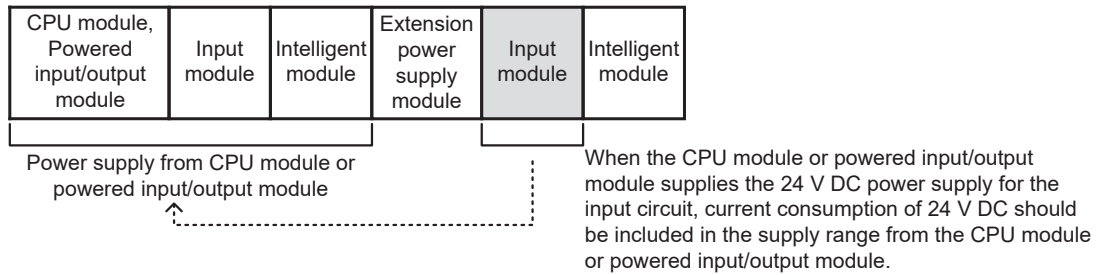 CPU module,
Powered
input/output
module
Input
module
Intelligent
module
Extension
power
supply
module
Input
module
Intelligent
module
Power supply from CPU module or
powered input/output module
When the CPU module or powered input/output
module supplies the 24 V DC power supply for the
input circuit, current consumption of 24 V DC should
be included in the supply range from the CPU module
or powered input/output module.